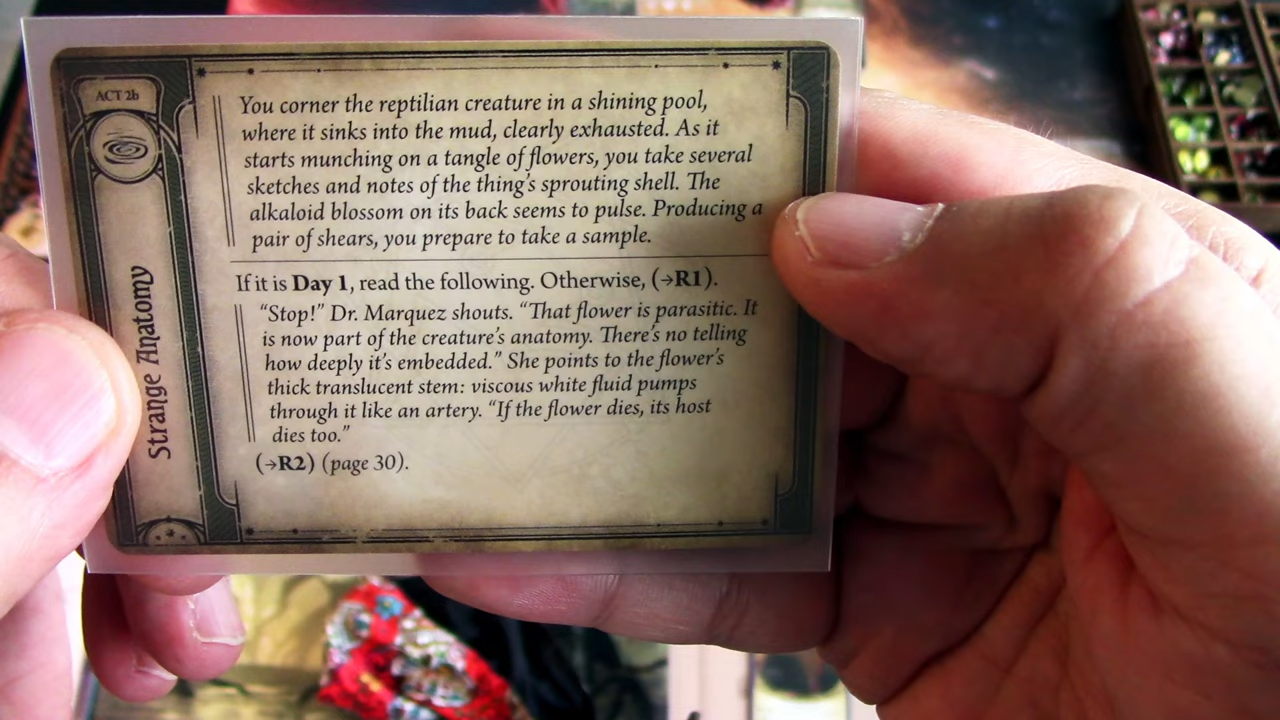 ACT 2b
Strange Anatomy
You corner the reptilian creature in a shining pool,
where it sinks into the mud, clearly exhausted. As it
starts munching on a tangle of flowers, you take several
sketches and notes of the thing's sprouting shell. The
alkaloid blossom on its back seems to pulse. Producing a
pair of shears, you prepare to take a sample.
If it is Day 1, read the following. Otherwise, (→R1).
"Stop!" Dr. Marquez shouts. "That flower is parasitic. It
is now part of the creature's anatomy. There's no telling
how deeply it's embedded." She points to the flower's
thick translucent stem: viscous white fluid pumps
through it like an artery. "If the flower dies, its host
dies too."
(→R2) (page 30).